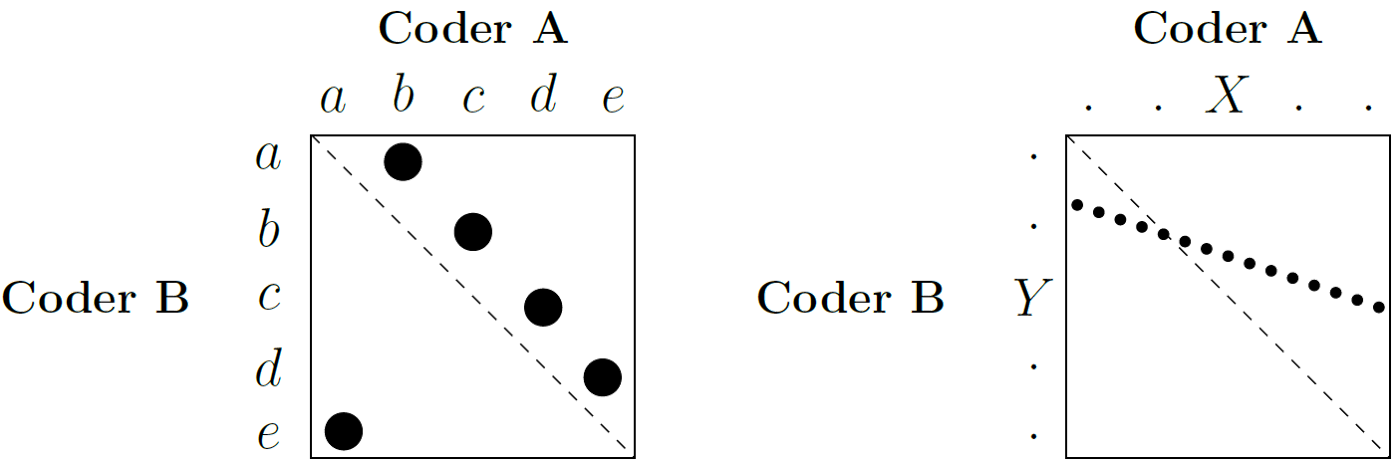 Coder A
a b c d e
a
b
Coder B c
d
e
Coder A
. . X . .
.
.
Coder B Y
.
.